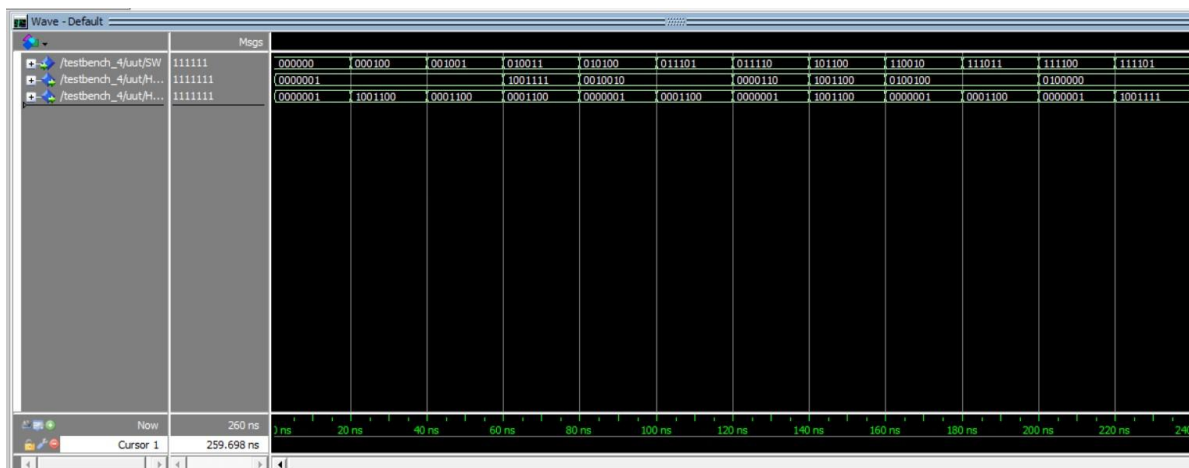 Wave - Default
Msgs
/testbench_4/uut/SW 111111 000000 000100 001001 010011 010100 011101 011110 101100 110010 111011 111100 111101
/testbench_4/uut/H... 1111111 0000001 1001111 0010010 0000110 1001100 0100100 0100000
/testbench_4/uut/H... 1111111 0000001 1001100 0001100 0001100 0000001 0001100 0000001 1001100 0000001 0001100 0000001 1001111
Now 260 ns ns 20 ns 40 ns 60 ns 80 ns 100 ns 120 ns 140 ns 160 ns 180 ns 200 ns 220 ns 240
Cursor 1 259.698 ns